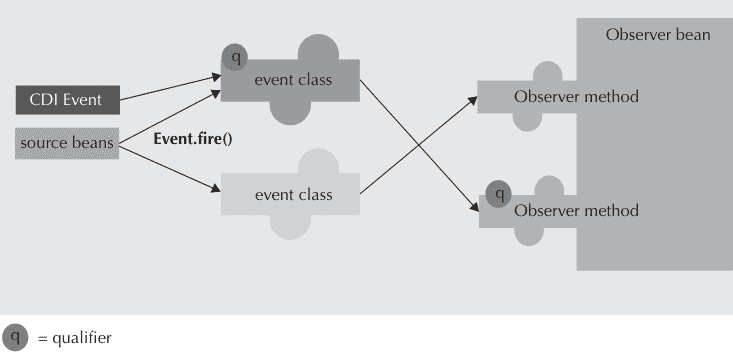 Observer bean
q
event class
CDI Event
Observer method
source beans
Event.fire()
event class
q
Observer method
q = qualifier